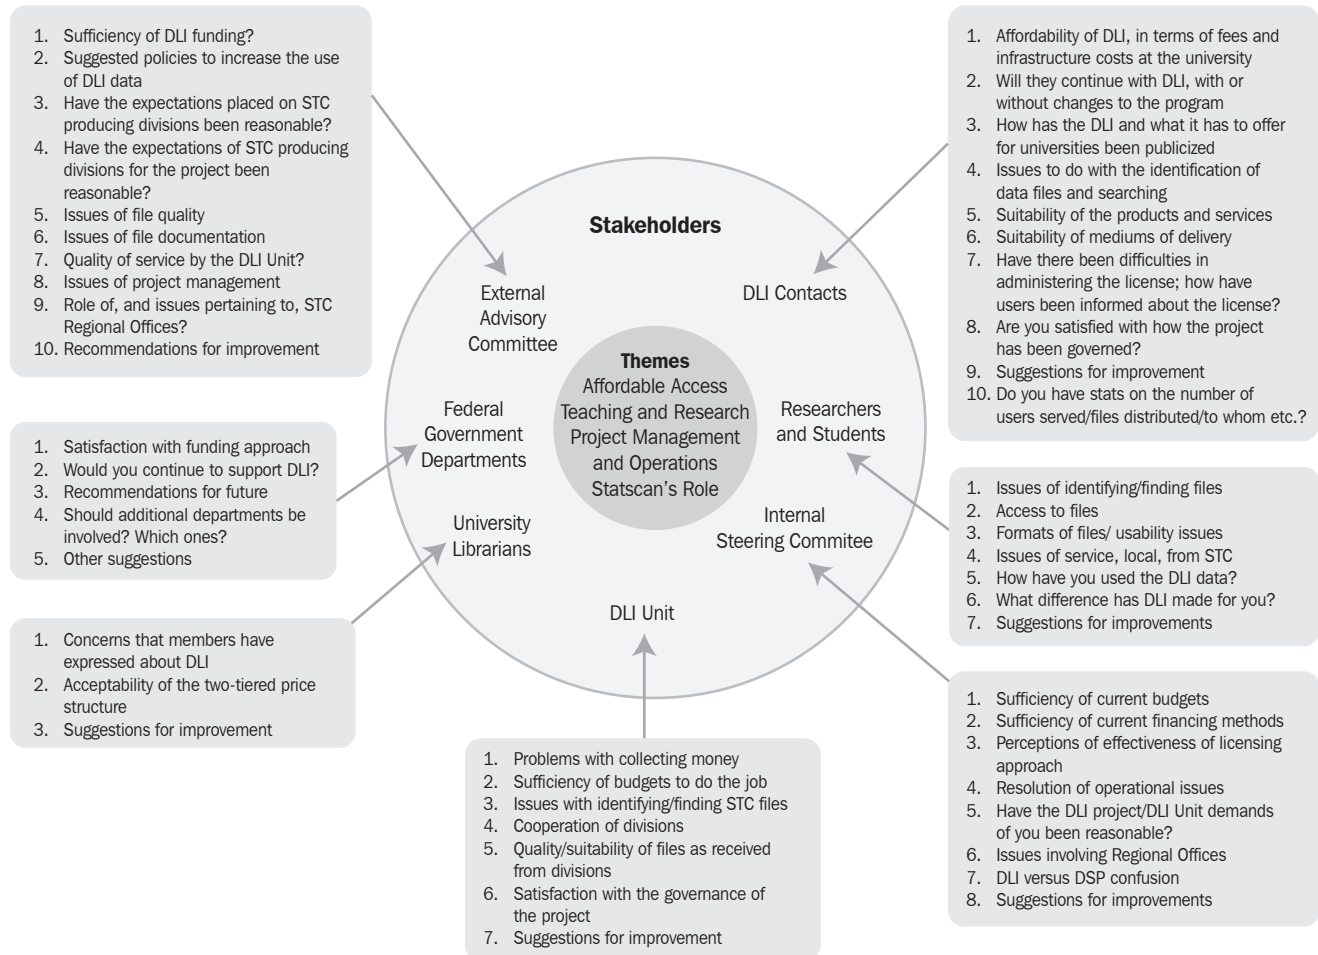 1. Sufficiency of DLI funding?
2. Suggested policies to increase the use
of DLI data
3. Have the expectations placed on STC
producing divisions been reasonable?
4. Have the expectations of STC producing
divisions for the project been
reasonable?
5. Issues of file quality
6. Issues of file documentation
7. Quality of service by the DLI Unit?
8. Issues of project management
9. Role of, and issues pertaining to, STC
Regional Offices?
10. Recommendations for improvement
1. Satisfaction with funding approach
2. Would you continue to support DLI?
3. Recommendations for future
4. Should additional departments be
involved? Which ones?
5. Other suggestions
1. Concerns that members have
expressed about DLI
2. Acceptability of the two-tiered price
structure
3. Suggestions for improvement
Stakeholders
External
Advisory
Committee
DLI Contacts
Federal
Government
Departments
Themes
Affordable Access
Teaching and Research
Project Management
and Operations
Statscan's Role
Researchers
and Students
University
Librarians
Internal
Steering Commitee
DLI Unit
1. Problems with collecting money
2. Sufficiency of budgets to do the job
3. Issues with identifying/finding STC files
4. Cooperation of divisions
5. Quality/suitability of files as received
from divisions
6. Satisfaction with the governance of
the project
7. Suggestions for improvement
1. Affordability of DLI, in terms of fees and
infrastructure costs at the university
2. Will they continue with DLI, with or
without changes to the program
3. How has the DLI and what it has to offer
for universities been publicized
4. Issues to do with the identification of
data files and searching
5. Suitability of the products and services
6. Suitability of mediums of delivery
7. Have there been difficulties in
administering the license; how have
users been informed about the license?
8. Are you satisfied with how the project
has been governed?
9. Suggestions for improvement
10. Do you have stats on the number of
users served/files distributed/to whom etc.?
1. Issues of identifying/finding files
2. Access to files
3. Formats of files/ usability issues
4. Issues of service, local, from STC
5. How have you used the DLI data?
6. What difference has DLI made for you?
7. Suggestions for improvements
1. Sufficiency of current budgets
2. Sufficiency of current financing methods
3. Perceptions of effectiveness of licensing
approach
4. Resolution of operational issues
5. Have the DLI project/DLI Unit demands
of you been reasonable?
6. Issues involving Regional Offices
7. DLI versus DSP confusion
8. Suggestions for improvements